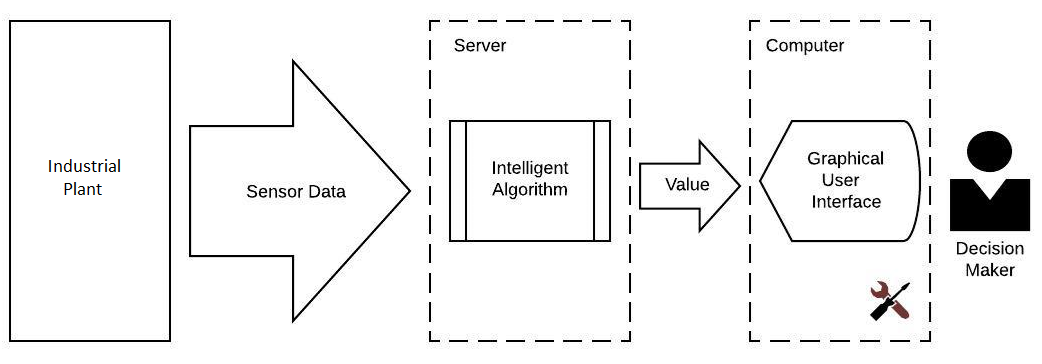 Industrial
Plant
Sensor Data
Server
Intelligent
Algorithm
Value
Computer
Graphical
User
Interface
Decision
Maker